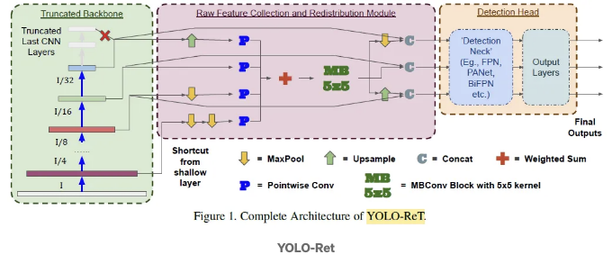 Truncated Backbone
Raw Feature Collection and Redistribution Module
Detection Head
Truncated
Last CNN
Layers
I/32
I/16
I/8
I/4
I
P
P
P
P
MB
5x5
C
C
C
'Detection
Neck'
(Eg., FPN,
PANet,
BiFPN
etc.)
Output
Layers
Final
Outputs
Shortcut
from
shallow
layer
= MaxPool
= Upsample
C = Concat
= Weighted Sum
P = Pointwise Conv
MB
5x5 = MBConv Block with 5x5 kernel
Figure 1. Complete Architecture of YOLO-ReT.
YOLO-Ret